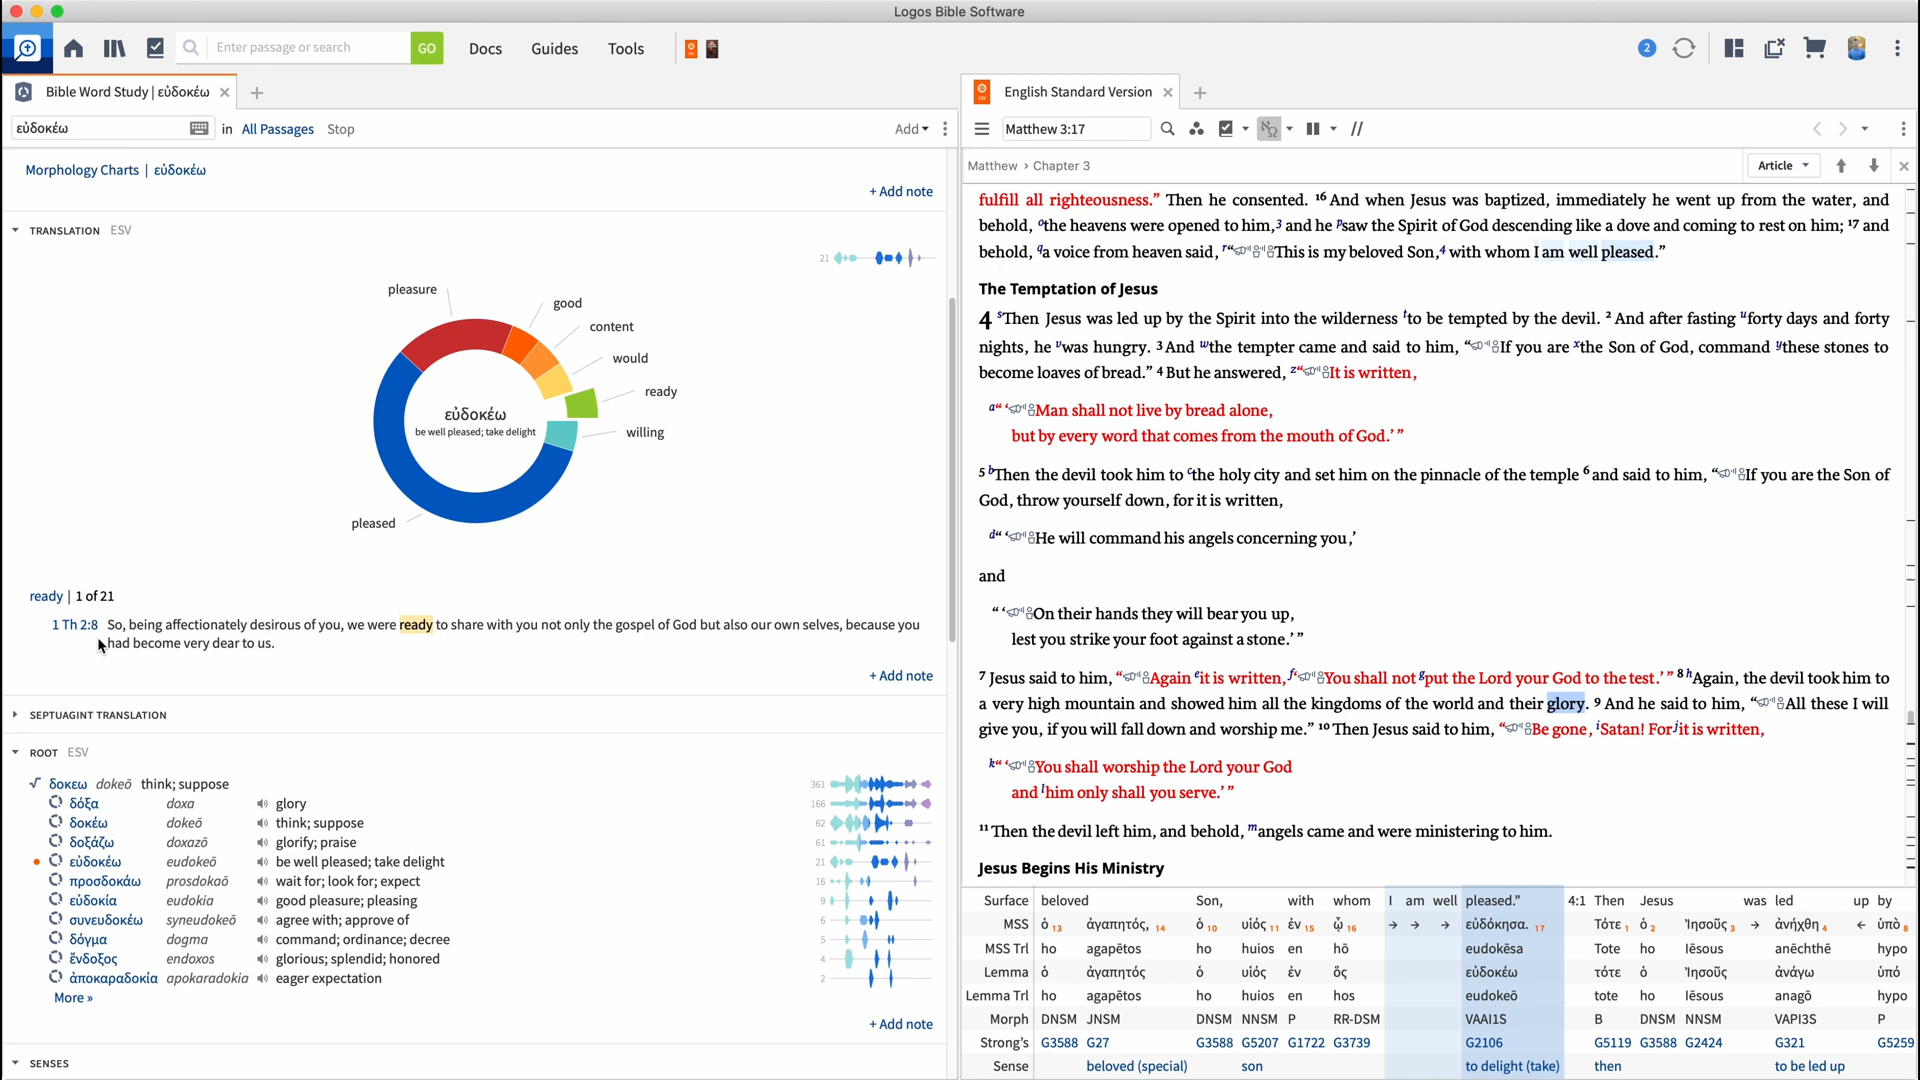 Logos Bible Software
Enter passage or search
GO
Docs
Guides
Tools
2
Bible Word Study | εὐδοκέω
εὐδοκέω
in All Passages Stop
Add
Morphology Charts | εὐδοκέω
+ Add note
TRANSLATION ESV
21
pleasure
good
content
would
ready
willing
pleased
εὐδοκέω
be well pleased; take delight
ready | 1 of 21
1 Th 2:8 So, being affectionately desirous of you, we were ready to share with you not only the gospel of God but also our own selves, because you
had become very dear to us.
+ Add note
SEPTUAGINT TRANSLATION
ROOT ESV
√ δοκεω dokeō think; suppose 361
δόξα doxa glory 166
δοκέω dokeō think; suppose 62
δοξάζω doxazō glorify; praise 61
εὐδοκέω eudokeō be well pleased; take delight 21
προσδοκάω prosdokaō wait for; look for; expect 16
εὐδοκία eudokia good pleasure; pleasing 9
συνευδοκέω syneudokeō agree with; approve of 6
δόγμα dogma command; ordinance; decree 5
ἔνδοξος endoxos glorious; splendid; honored 4
ἀποκαραδοκία apokaradokia eager expectation 2
More »
+ Add note
SENSES
English Standard Version
Matthew 3:17
Matthew › Chapter 3
Article
fulfill all righteousness.” Then he consented. 16 And when Jesus was baptized, immediately he went up from the water, and
behold, o the heavens were opened to him,3 and he p saw the Spirit of God descending like a dove and coming to rest on him; 17 and
behold, q a voice from heaven said, r “This is my beloved Son,4 with whom I am well pleased.”
The Temptation of Jesus
4 s Then Jesus was led up by the Spirit into the wilderness t to be tempted by the devil. 2 And after fasting u forty days and forty
nights, he v was hungry. 3 And w the tempter came and said to him, “If you are x the Son of God, command y these stones to
become loaves of bread.” 4 But he answered, z “It is written,
a “ ‘Man shall not live by bread alone,
but by every word that comes from the mouth of God.’ ”
5 b Then the devil took him to c the holy city and set him on the pinnacle of the temple 6 and said to him, “If you are the Son of
God, throw yourself down, for it is written,
d “ ‘He will command his angels concerning you,’
and
“ ‘On their hands they will bear you up,
lest you strike your foot against a stone.’ ”
7 Jesus said to him, “Again e it is written, f ‘You shall not g put the Lord your God to the test.’ ” 8 h Again, the devil took him to
a very high mountain and showed him all the kingdoms of the world and their glory. 9 And he said to him, “All these I will
give you, if you will fall down and worship me.” 10 Then Jesus said to him, “Be gone, i Satan! For j it is written,
k “ ‘You shall worship the Lord your God
and l him only shall you serve.’ ”
11 Then the devil left him, and behold, m angels came and were ministering to him.
Jesus Begins His Ministry
Surface beloved Son, with whom I am well pleased.” 4:1 Then Jesus was led up by
MSS ὁ 13 ἀγαπητός, 14 ὁ 10 υἱός 11 ἐν 15 ᾧ 16 → → → εὐδόκησα. 17 Τότε 1 ὁ 2 Ἰησοῦς 3 → ἀνήχθη 4 ← ὑπὸ 8
MSS Trl ho agapētos ho huios en hō eudokēsa Tote ho Iēsous anēchthē hypo
Lemma ὁ ἀγαπητός ὁ υἱός ἐν ὅς εὐδοκέω τότε ὁ Ἰησοῦς ἀνάγω ὑπό
Lemma Trl ho agapētos ho huios en hos eudokeō tote ho Iēsous anagō hypo
Morph DNSM JNSM DNSM NNSM P RR-DSM VAAI1S B DNSM NNSM VAPI3S P
Strong’s G3588 G27 G3588 G5207 G1722 G3739 G2106 G5119 G3588 G2424 G321 G5259
Sense beloved (special) son to delight (take) then to be led up